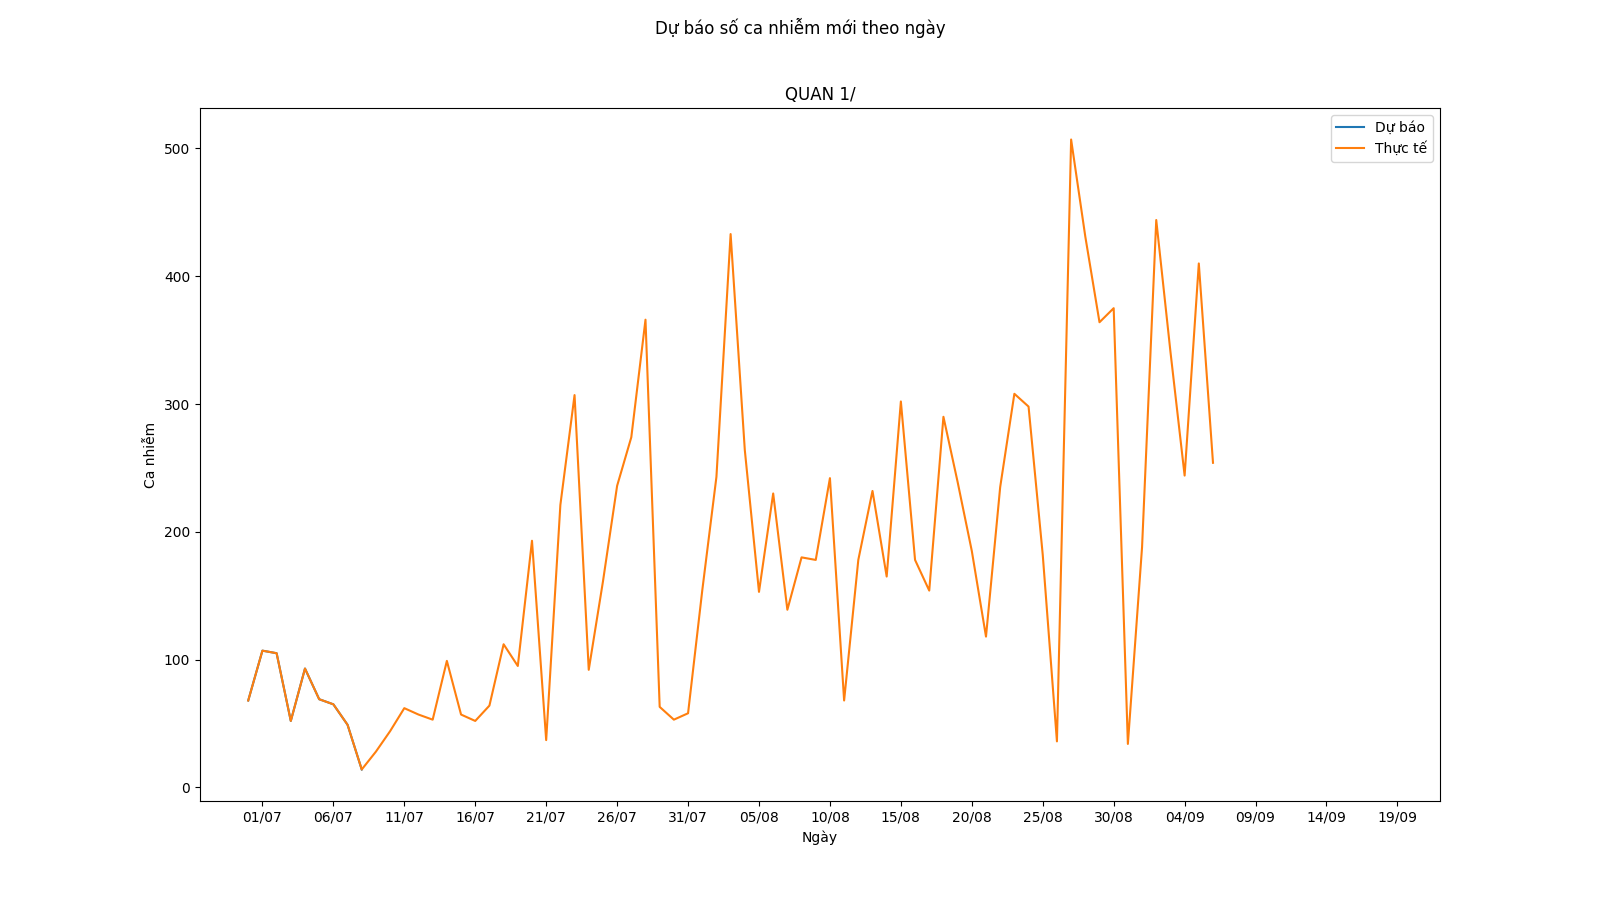 Dự báo số ca nhiễm mới theo ngày
QUAN 1/
Dự báo
Thực tế
500
400
300
200
100
0
Ca nhiễm
01/07 06/07 11/07 16/07 21/07 26/07 31/07 05/08 10/08 15/08 20/08 25/08 30/08 04/09 09/09 14/09 19/09
Ngày